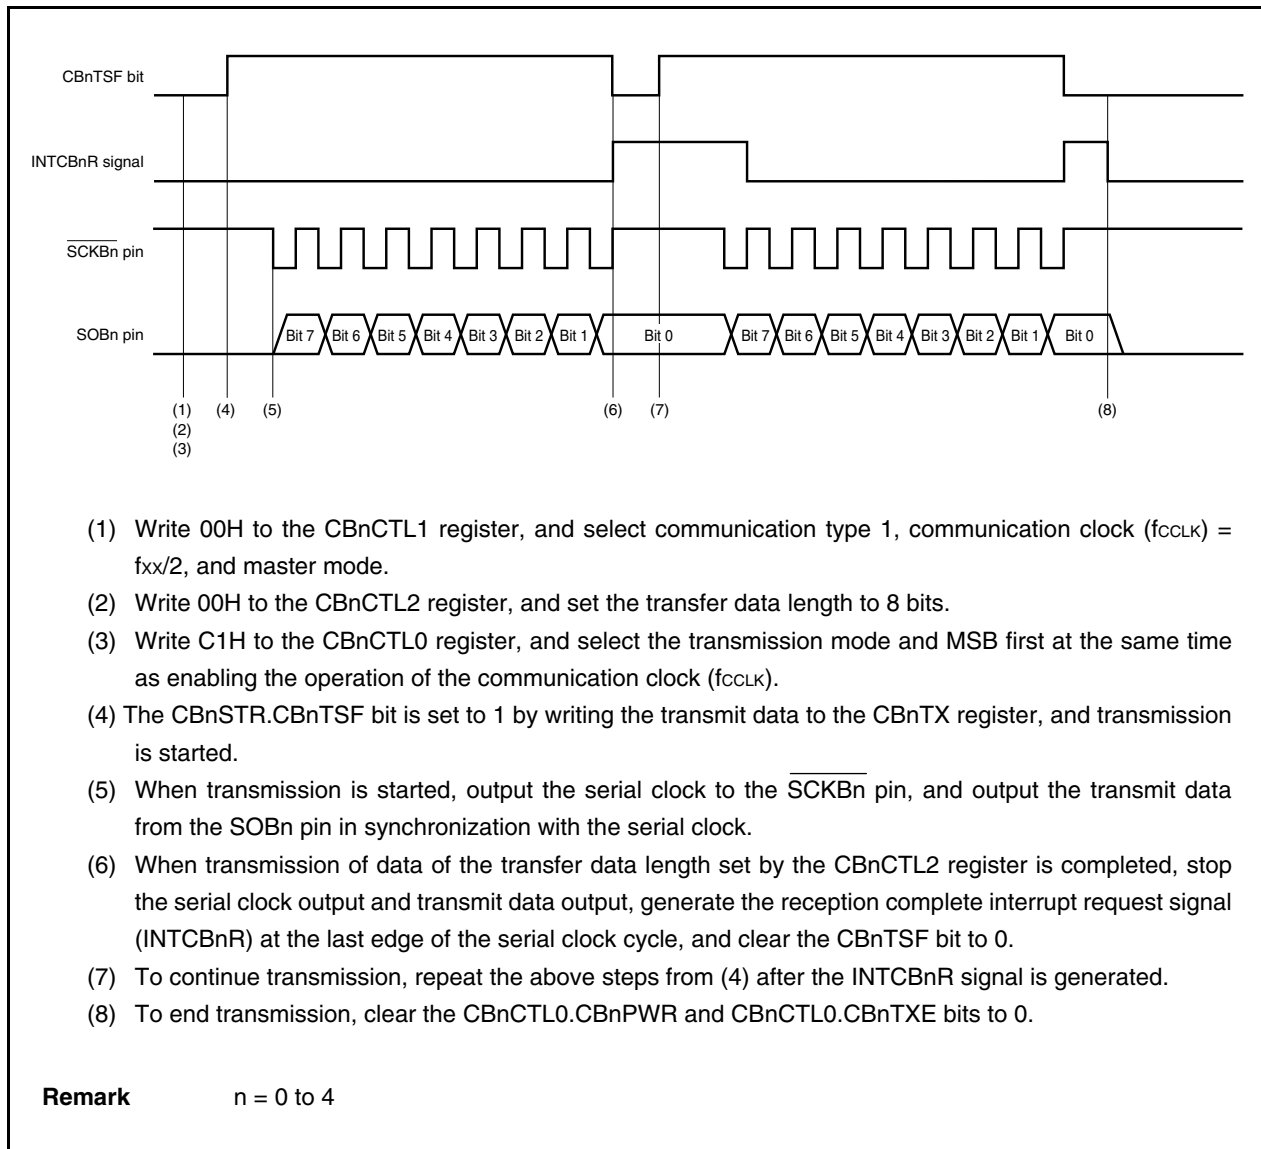 CBnTSF bit
INTCBnR signal
SCKBn pin
SOBn pin
Bit 7 Bit 6 Bit 5 Bit 4 Bit 3 Bit 2 Bit 1 Bit 0 Bit 7 Bit 6 Bit 5 Bit 4 Bit 3 Bit 2 Bit 1 Bit 0
(1) (4) (5) (6) (7) (8)
(2)
(3)
(1) Write 00H to the CBnCTL1 register, and select communication type 1, communication clock (fCCLK) =
fxx/2, and master mode.
(2) Write 00H to the CBnCTL2 register, and set the transfer data length to 8 bits.
(3) Write C1H to the CBnCTL0 register, and select the transmission mode and MSB first at the same time
as enabling the operation of the communication clock (fCCLK).
(4) The CBnSTR.CBnTSF bit is set to 1 by writing the transmit data to the CBnTX register, and transmission
is started.
(5) When transmission is started, output the serial clock to the SCKBn pin, and output the transmit data
from the SOBn pin in synchronization with the serial clock.
(6) When transmission of data of the transfer data length set by the CBnCTL2 register is completed, stop
the serial clock output and transmit data output, generate the reception complete interrupt request signal
(INTCBnR) at the last edge of the serial clock cycle, and clear the CBnTSF bit to 0.
(7) To continue transmission, repeat the above steps from (4) after the INTCBnR signal is generated.
(8) To end transmission, clear the CBnCTL0.CBnPWR and CBnCTL0.CBnTXE bits to 0.
Remark n = 0 to 4